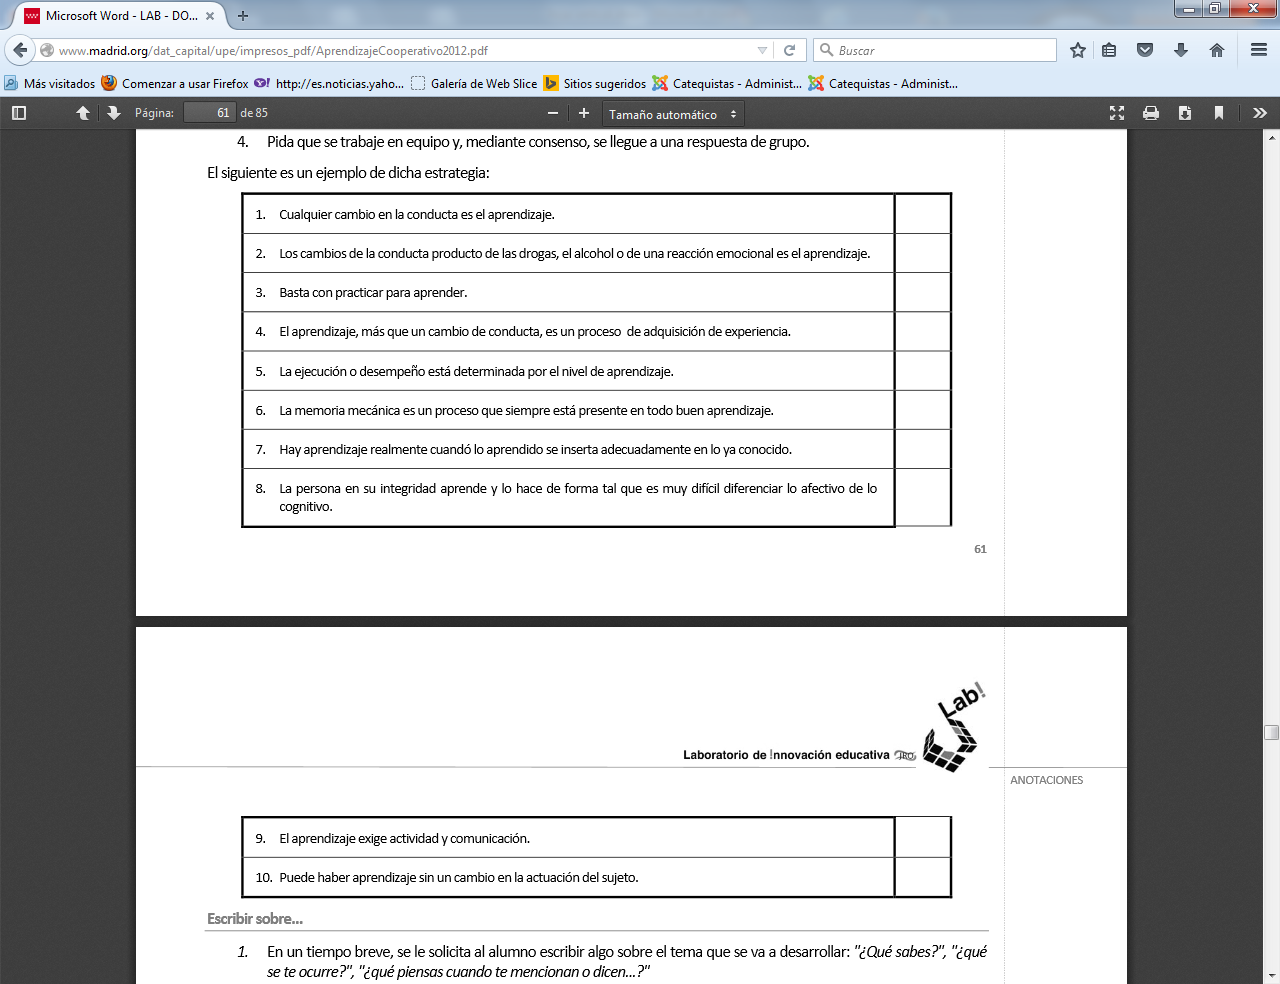 Microsoft Word - LAB - DO...
www.madrid.org/dat_capital/upe/impresos_pdf/AprendizajeCooperativo2012.pdf
Buscar
Más visitados
Comenzar a usar Firefox
http://es.noticias.yaho...
Galería de Web Slice
Sitios sugeridos
Catequistas - Administ...
Catequistas - Administ...
Página: 61 de 85
Tamaño automático
4. Pida que se trabaje en equipo y, mediante consenso, se llegue a una respuesta de grupo.
El siguiente es un ejemplo de dicha estrategia:
1. Cualquier cambio en la conducta es el aprendizaje.
2. Los cambios de la conducta producto de las drogas, el alcohol o de una reacción emocional es el aprendizaje.
3. Basta con practicar para aprender.
4. El aprendizaje, más que un cambio de conducta, es un proceso de adquisición de experiencia.
5. La ejecución o desempeño está determinada por el nivel de aprendizaje.
6. La memoria mecánica es un proceso que siempre está presente en todo buen aprendizaje.
7. Hay aprendizaje realmente cuandó lo aprendido se inserta adecuadamente en lo ya conocido.
8. La persona en su integridad aprende y lo hace de forma tal que es muy difícil diferenciar lo afectivo de lo
cognitivo.
61
Lab!
Laboratorio de !nnovación educativa JRO
ANOTACIONES
9. El aprendizaje exige actividad y comunicación.
10. Puede haber aprendizaje sin un cambio en la actuación del sujeto.
Escribir sobre...
1. En un tiempo breve, se le solicita al alumno escribir algo sobre el tema que se va a desarrollar: "¿Qué sabes?", "¿qué
se te ocurre?", "¿qué piensas cuando te mencionan o dicen...?"